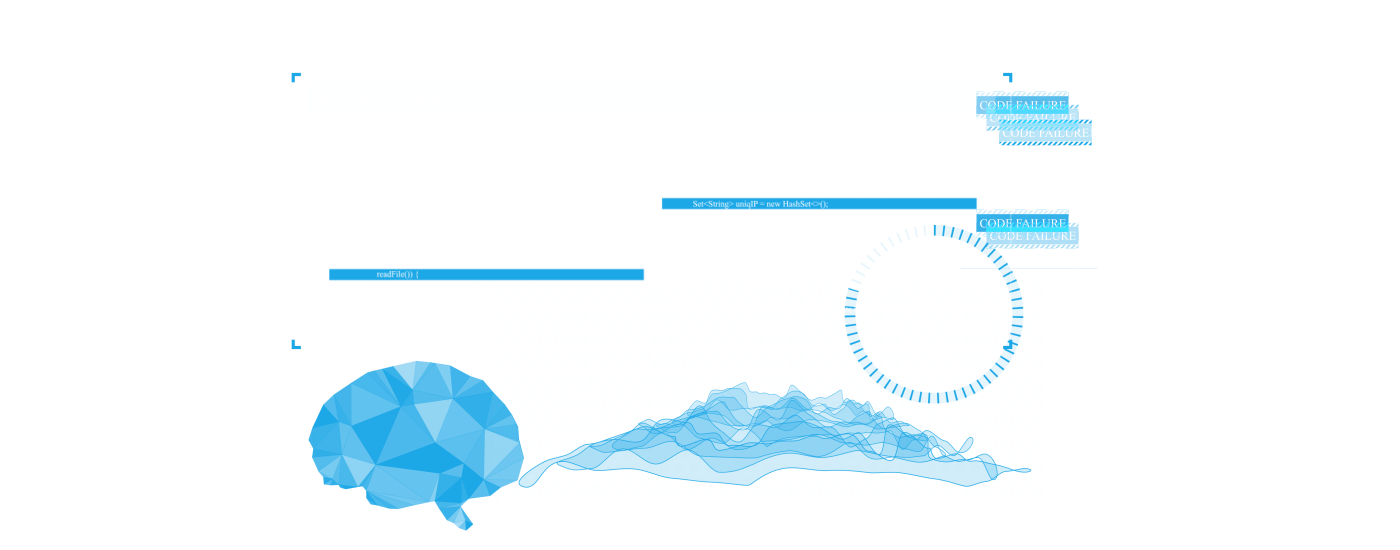 CODE FAILURE
CODE FAILURE
CODE FAILURE
Set<String> uniqIP = new HashSet<>();
CODE FAILURE
CODE FAILURE
readFile()) {